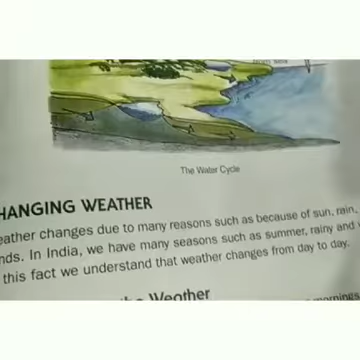 The Water Cycle
HANGING WEATHER
eather changes due to many reasons such as because of sun, rain,
nds. In India, we have many seasons such as summer, rainy and
this fact we understand that weather changes from day to day.
the Weather
mornings